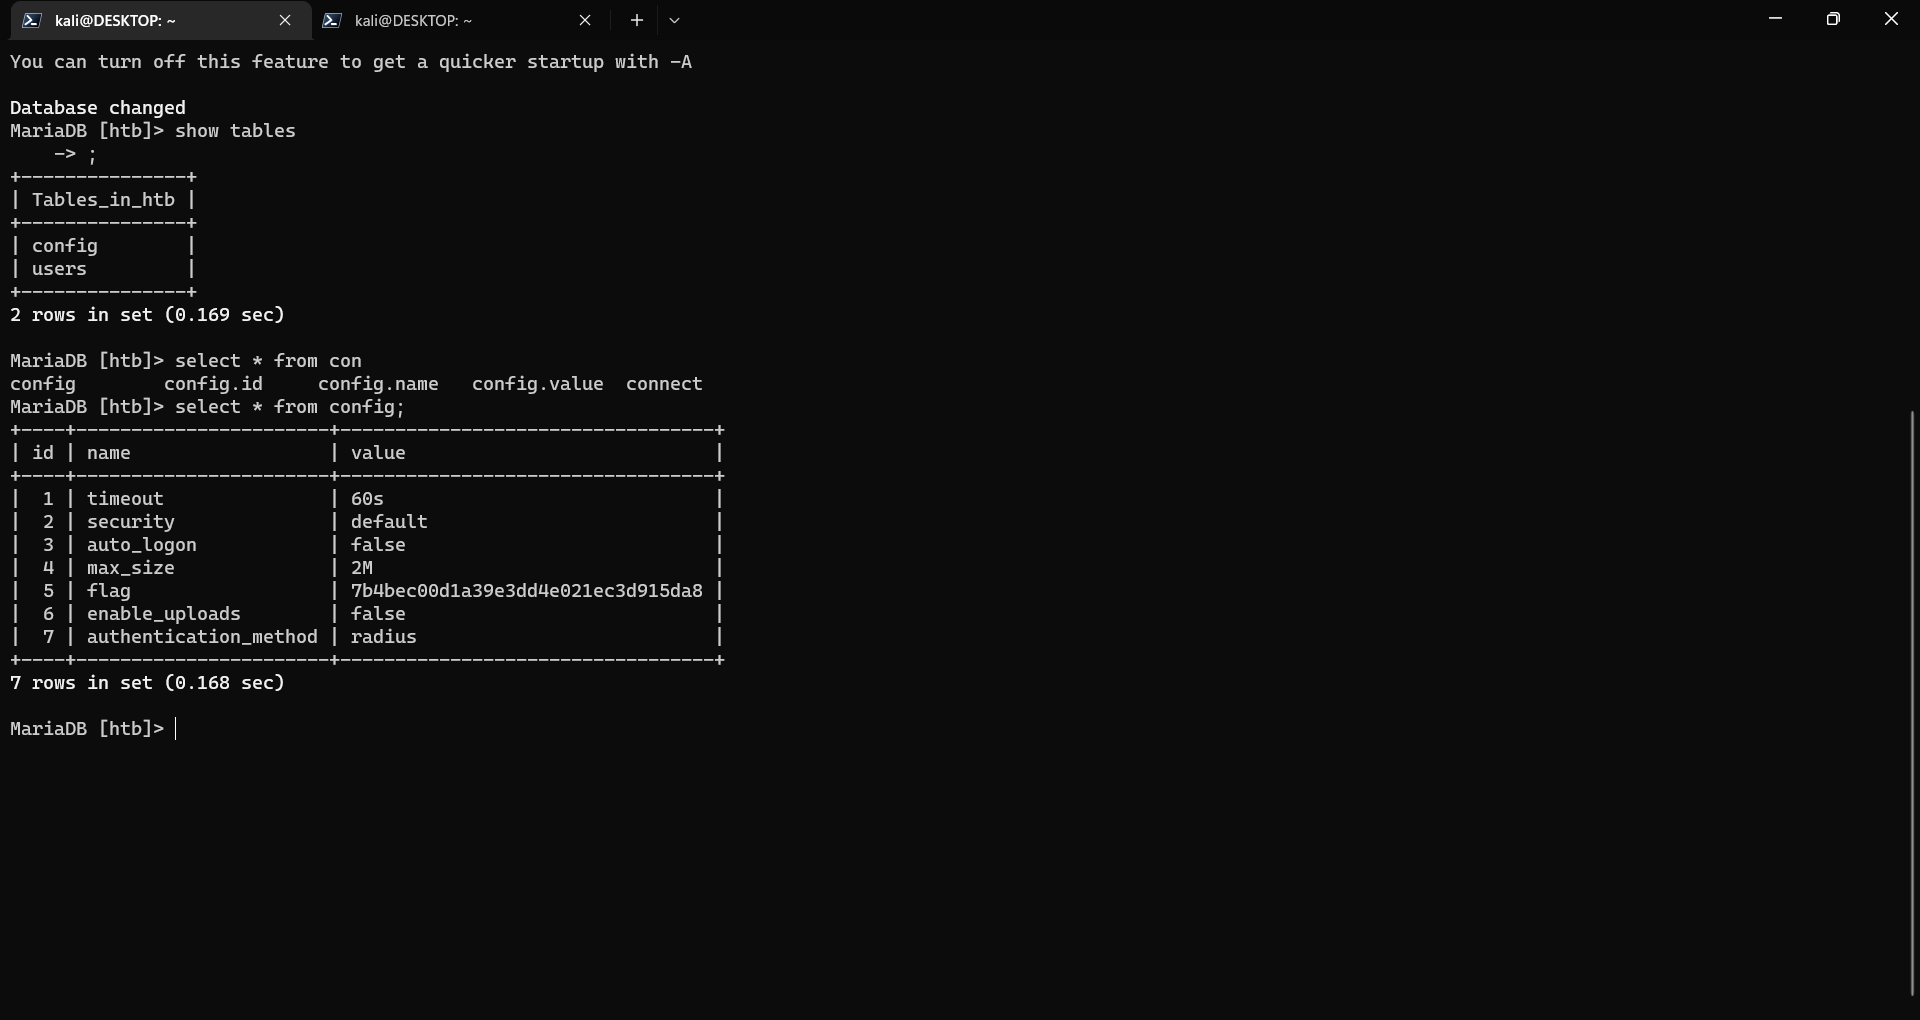 kali@DESKTOP: ~ kali@DESKTOP: ~
You can turn off this feature to get a quicker startup with -A
Database changed
MariaDB [htb]> show tables
    -> ;
+---------------+
| Tables_in_htb |
+---------------+
| config        |
| users         |
+---------------+
2 rows in set (0.169 sec)
MariaDB [htb]> select * from con
config        config.id     config.name   config.value  connect
MariaDB [htb]> select * from config;
+----+-----------------------+----------------------------------+
| id | name                  | value                            |
+----+-----------------------+----------------------------------+
|  1 | timeout               | 60s                              |
|  2 | security              | default                          |
|  3 | auto_logon            | false                            |
|  4 | max_size              | 2M                               |
|  5 | flag                  | 7b4bec00d1a39e3dd4e021ec3d915da8 |
|  6 | enable_uploads        | false                            |
|  7 | authentication_method | radius                           |
+----+-----------------------+----------------------------------+
7 rows in set (0.168 sec)
MariaDB [htb]>